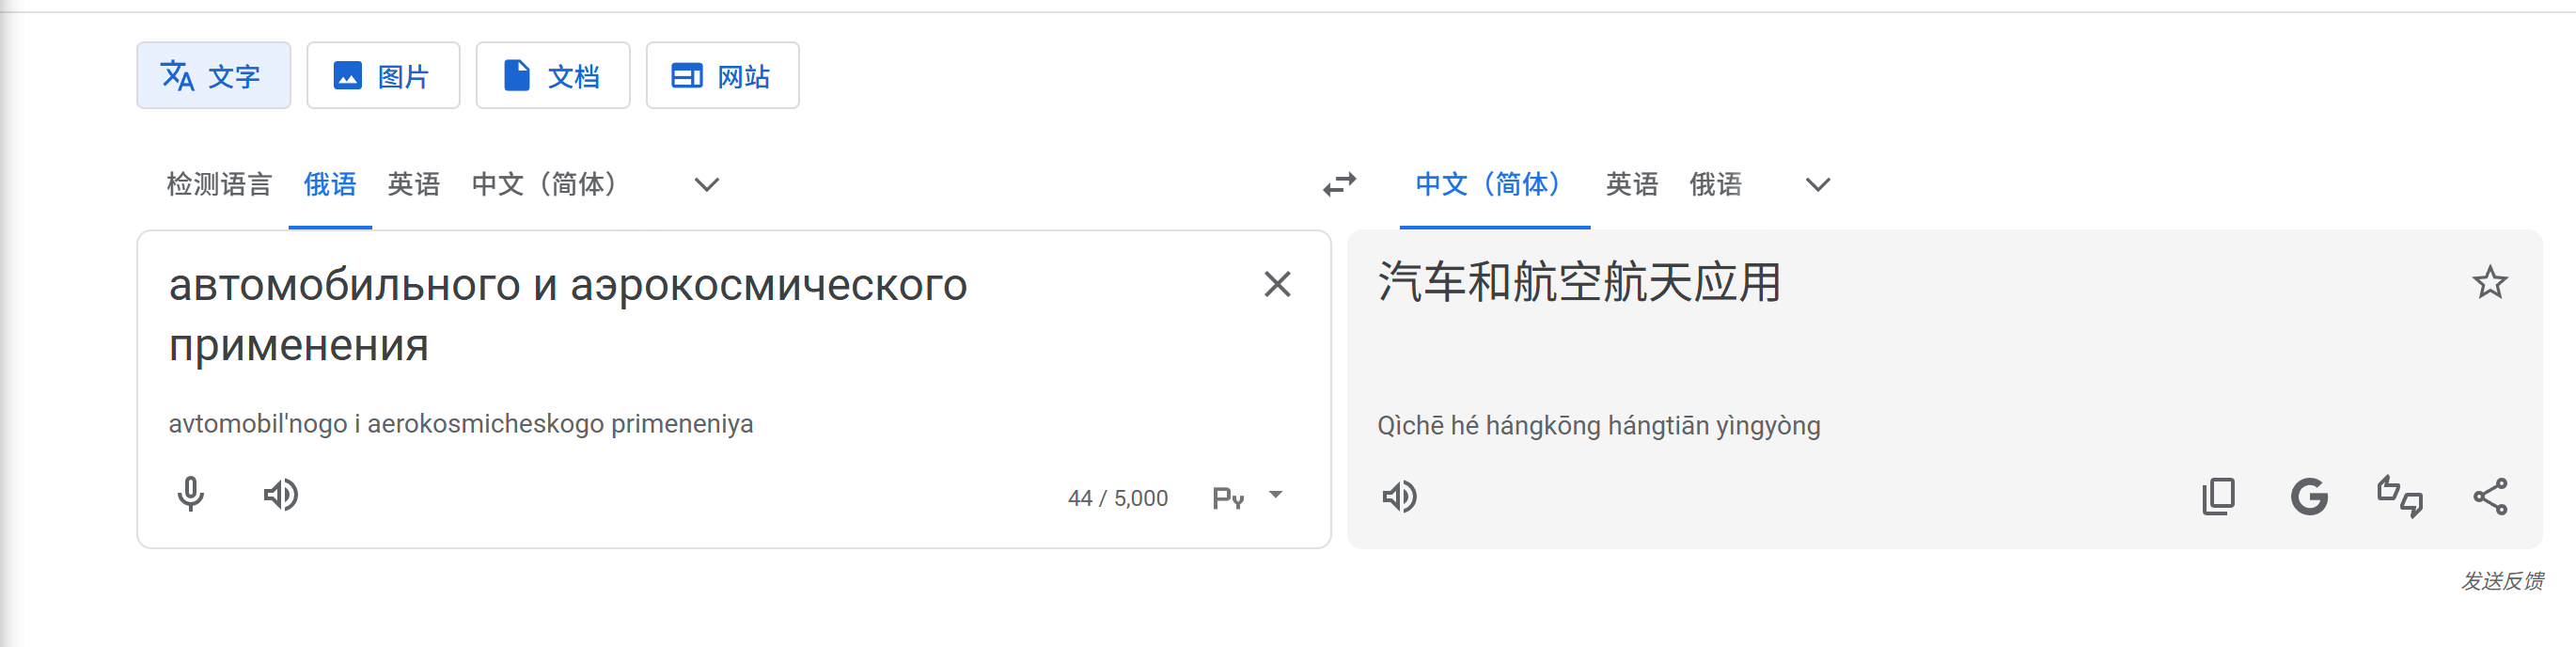 文字 图片 文档 网站
检测语言 俄语 英语 中文（简体） 中文（简体） 英语 俄语
автомобильного и аэрокосмического
применения
avtomobil'nogo i aerokosmicheskogo primeneniya
44 / 5,000
汽车和航空航天应用
Qìchē hé hángkōng hángtiān yìngyòng
发送反馈